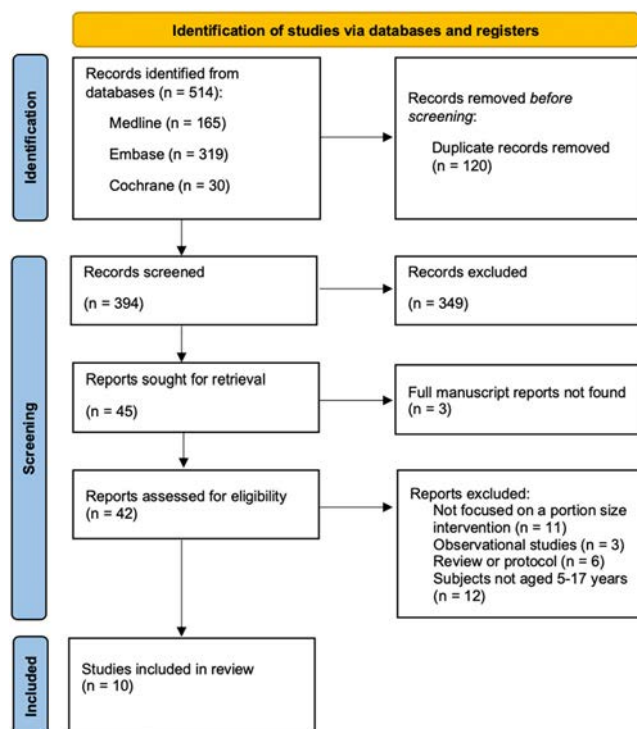 Identification of studies via databases and registers
Identification
Records identified from
databases (n = 514):
Medline (n = 165)
Embase (n = 319)
Cochrane (n = 30)
Records removed before
screening:
Duplicate records removed
(n = 120)
Screening
Records screened
(n = 394)
Records excluded
(n = 349)
Reports sought for retrieval
(n = 45)
Full manuscript reports not found
(n = 3)
Reports assessed for eligibility
(n = 42)
Reports excluded:
Not focused on a portion size
intervention (n = 11)
Observational studies (n = 3)
Review or protocol (n = 6)
Subjects not aged 5-17 years
(n = 12)
Included
Studies included in review
(n = 10)